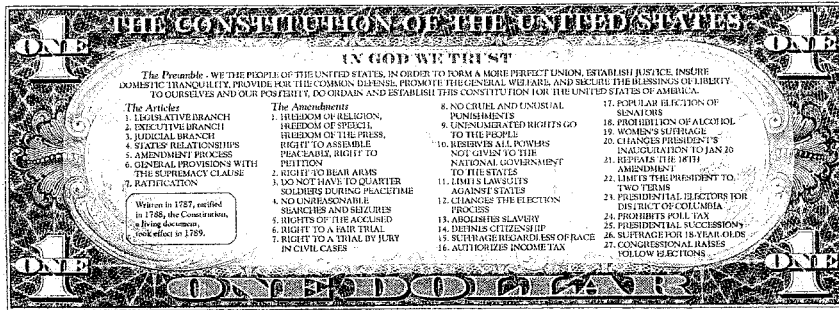 THE CONSTITUTION OF THE UNITED STATES
1
1
ONE
ONE
IN GOD WE TRUST
The Preamble - WE THE PEOPLE OF THE UNITED STATES, IN ORDER TO FORM A MORE PERFECT UNION, ESTABLISH JUSTICE, INSURE
DOMESTIC TRANQUILITY, PROVIDE FOR THE COMMON DEFENSE, PROMOTE THE GENERAL WELFARE, AND SECURE THE BLESSINGS OF LIBERTY
TO OURSELVES AND OUR POSTERITY, DO ORDAIN AND ESTABLISH THIS CONSTITUTION FOR THE UNITED STATES OF AMERICA.
The Articles
1. LEGISLATIVE BRANCH
2. EXECUTIVE BRANCH
3. JUDICIAL BRANCH
4. STATES' RELATIONSHIPS
5. AMENDMENT PROCESS
6. GENERAL PROVISIONS WITH
THE SUPREMACY CLAUSE
7. RATIFICATION
Written in 1787, ratified
in 1788, the Constitution,
a living document,
took effect in 1789.
The Amendments
1. FREEDOM OF RELIGION,
FREEDOM OF SPEECH,
FREEDOM OF THE PRESS,
RIGHT TO ASSEMBLE
PEACEABLY, RIGHT TO
PETITION
2. RIGHT TO BEAR ARMS
3. DO NOT HAVE TO QUARTER
SOLDIERS DURING PEACETIME
4. NO UNREASONABLE
SEARCHES AND SEIZURES
5. RIGHTS OF THE ACCUSED
6. RIGHT TO A FAIR TRIAL
7. RIGHT TO A TRIAL BY JURY
IN CIVIL CASES
8. NO CRUEL AND UNUSUAL
PUNISHMENTS
9. UNENUMERATED RIGHTS GO
TO THE PEOPLE
10. RESERVES ALL POWERS
NOT GIVEN TO THE
NATIONAL GOVERNMENT
TO THE STATES
11. LIMITS LAWSUITS
AGAINST STATES
12. CHANGES THE ELECTION
PROCESS
13. ABOLISHES SLAVERY
14. DEFINES CITIZENSHIP
15. SUFFRAGE REGARDLESS OF RACE
16. AUTHORIZES INCOME TAX
17. POPULAR ELECTION OF
SENATORS
18. PROHIBITION OF ALCOHOL
19. WOMEN'S SUFFRAGE
20. CHANGES PRESIDENT'S
INAUGURATION TO JAN 20
21. REPEALS THE 18TH
AMENDMENT
22. LIMITS THE PRESIDENT TO
TWO TERMS
23. PRESIDENTIAL ELECTORS FOR
DISTRICT OF COLUMBIA
24. PROHIBITS POLL TAX
25. PRESIDENTIAL SUCCESSION
26. SUFFRAGE FOR 18-YEAR-OLDS
27. CONGRESSIONAL RAISES
FOLLOW ELECTIONS
ONE
ONE
1
1
ONE DOLLAR